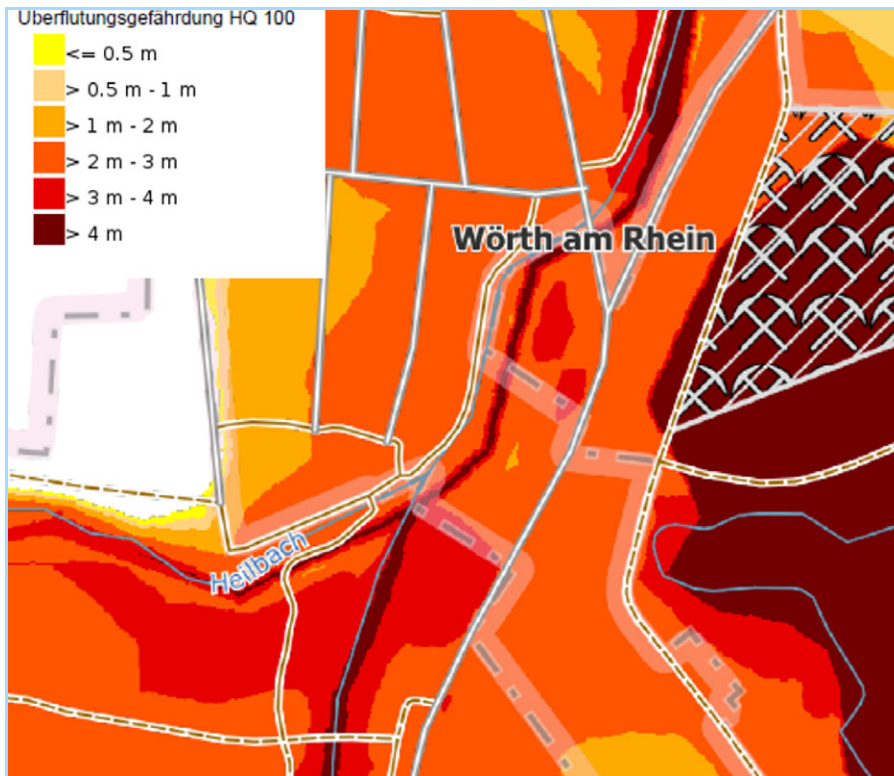 Überflutungsgefährdung HQ 100
<= 0.5 m
> 0.5 m - 1 m
> 1 m - 2 m
> 2 m - 3 m
> 3 m - 4 m
> 4 m
Wörth am Rhein
Heilbach